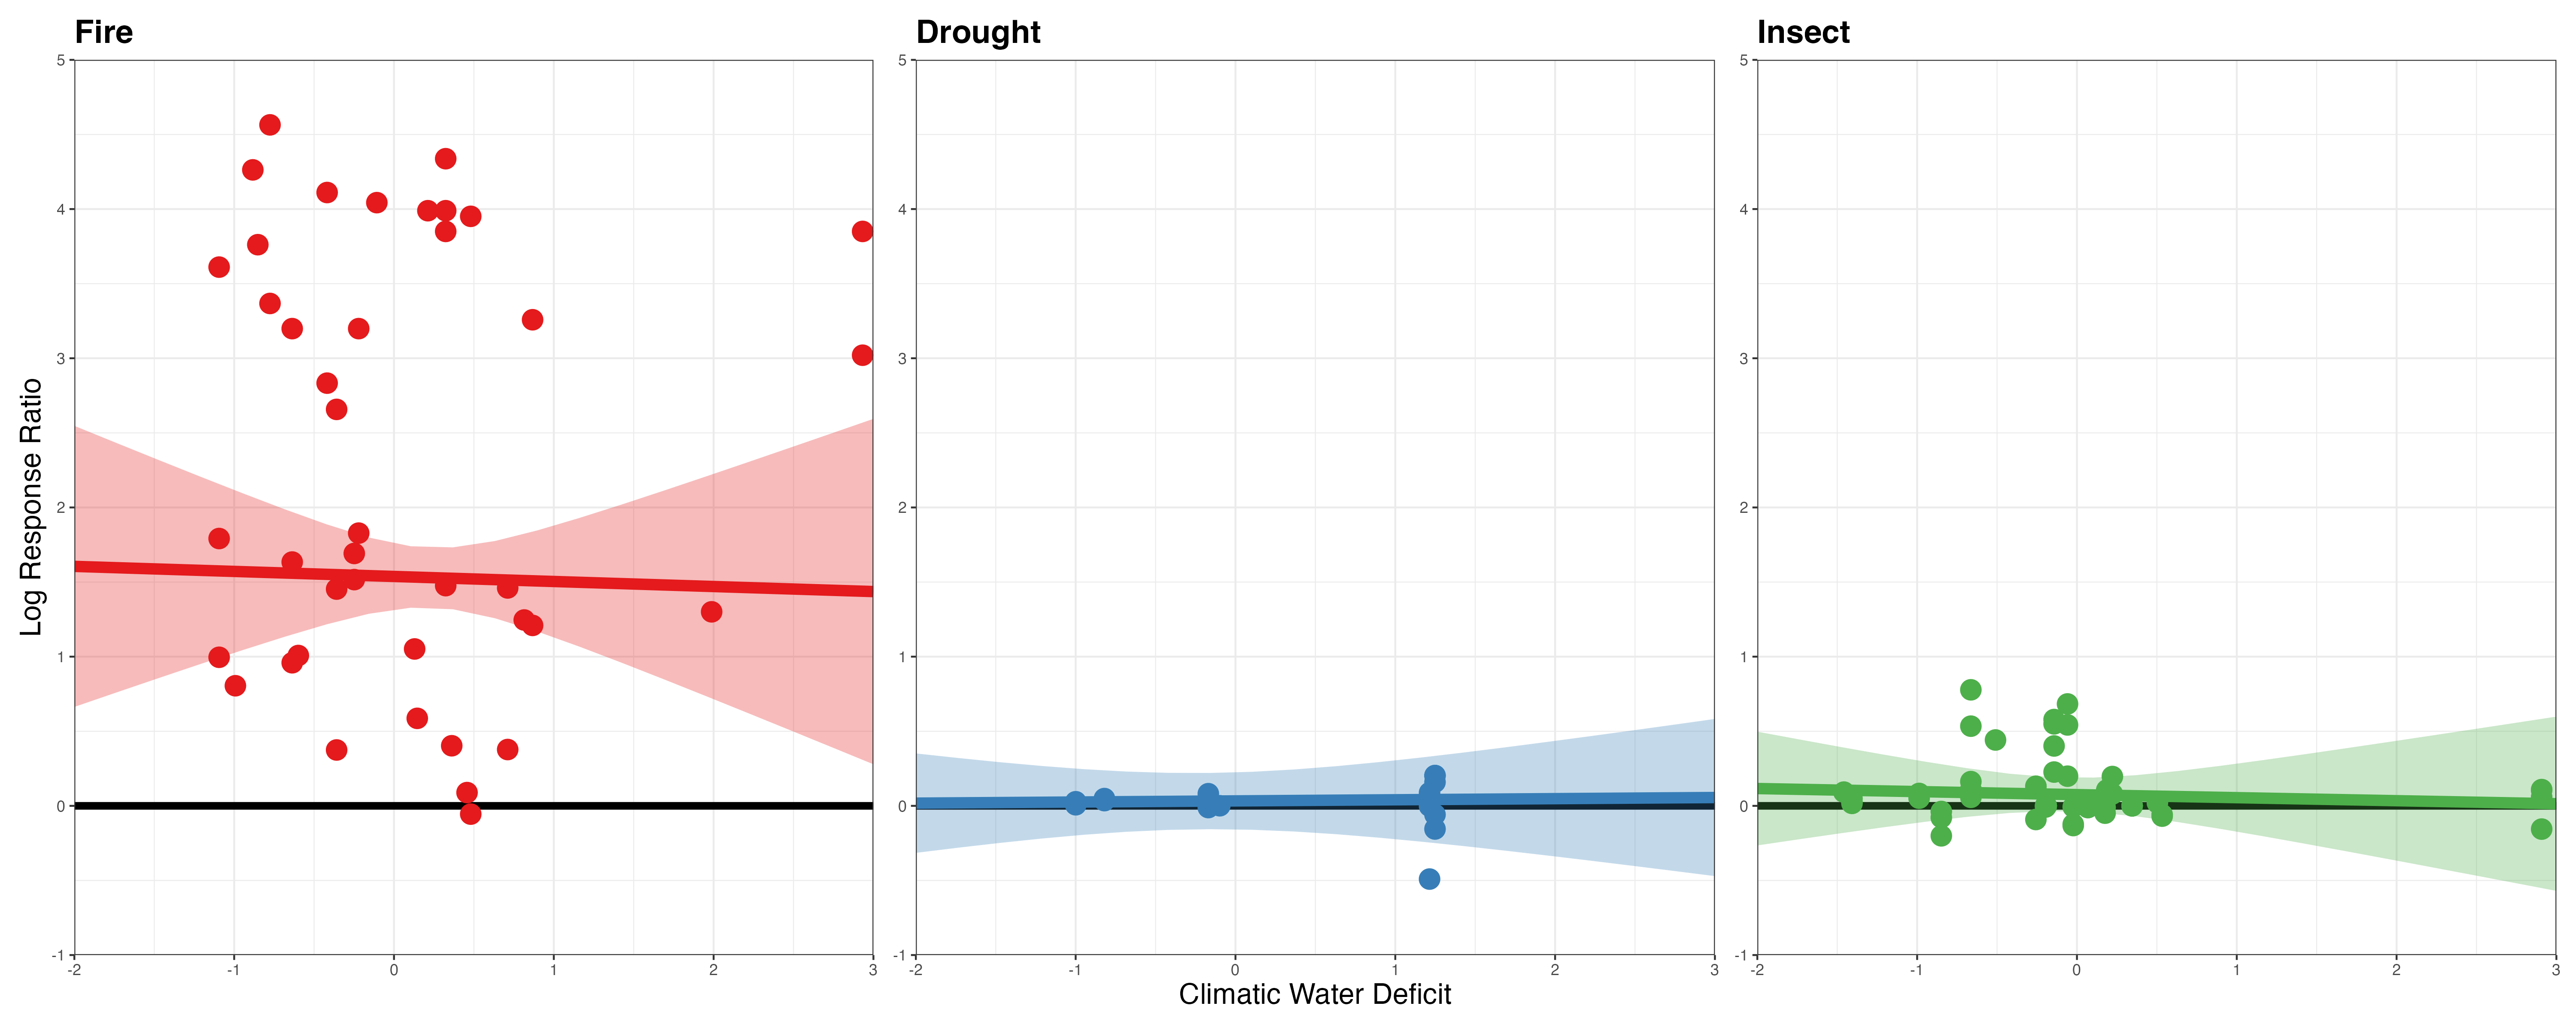 Fire Drought Insect
5 5 5
4 4 4
3 3 3
2 2 2
1 1 1
0 0 0
-1 -1 -1
-2 -1 0 1 2 3 -2 -1 0 1 2 3 -2 -1 0 1 2 3
Log Response Ratio
Climatic Water Deficit